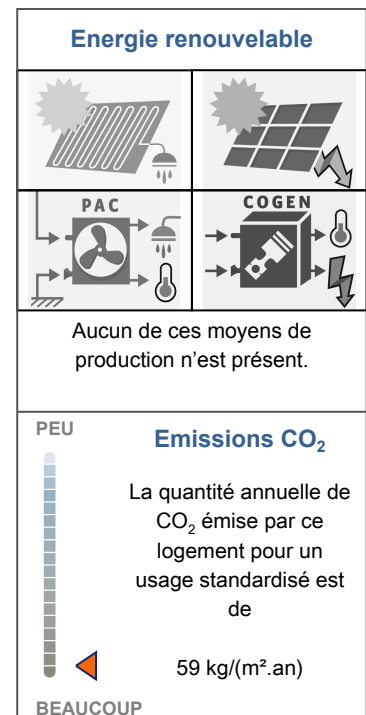 Energie renouvelable
PAC
COGEN
Aucun de ces moyens de
production n'est présent.
PEU
Emissions CO₂
La quantité annuelle de
CO₂ émise par ce
logement pour un
usage standardisé est
de
59 kg/(m².an)
BEAUCOUP